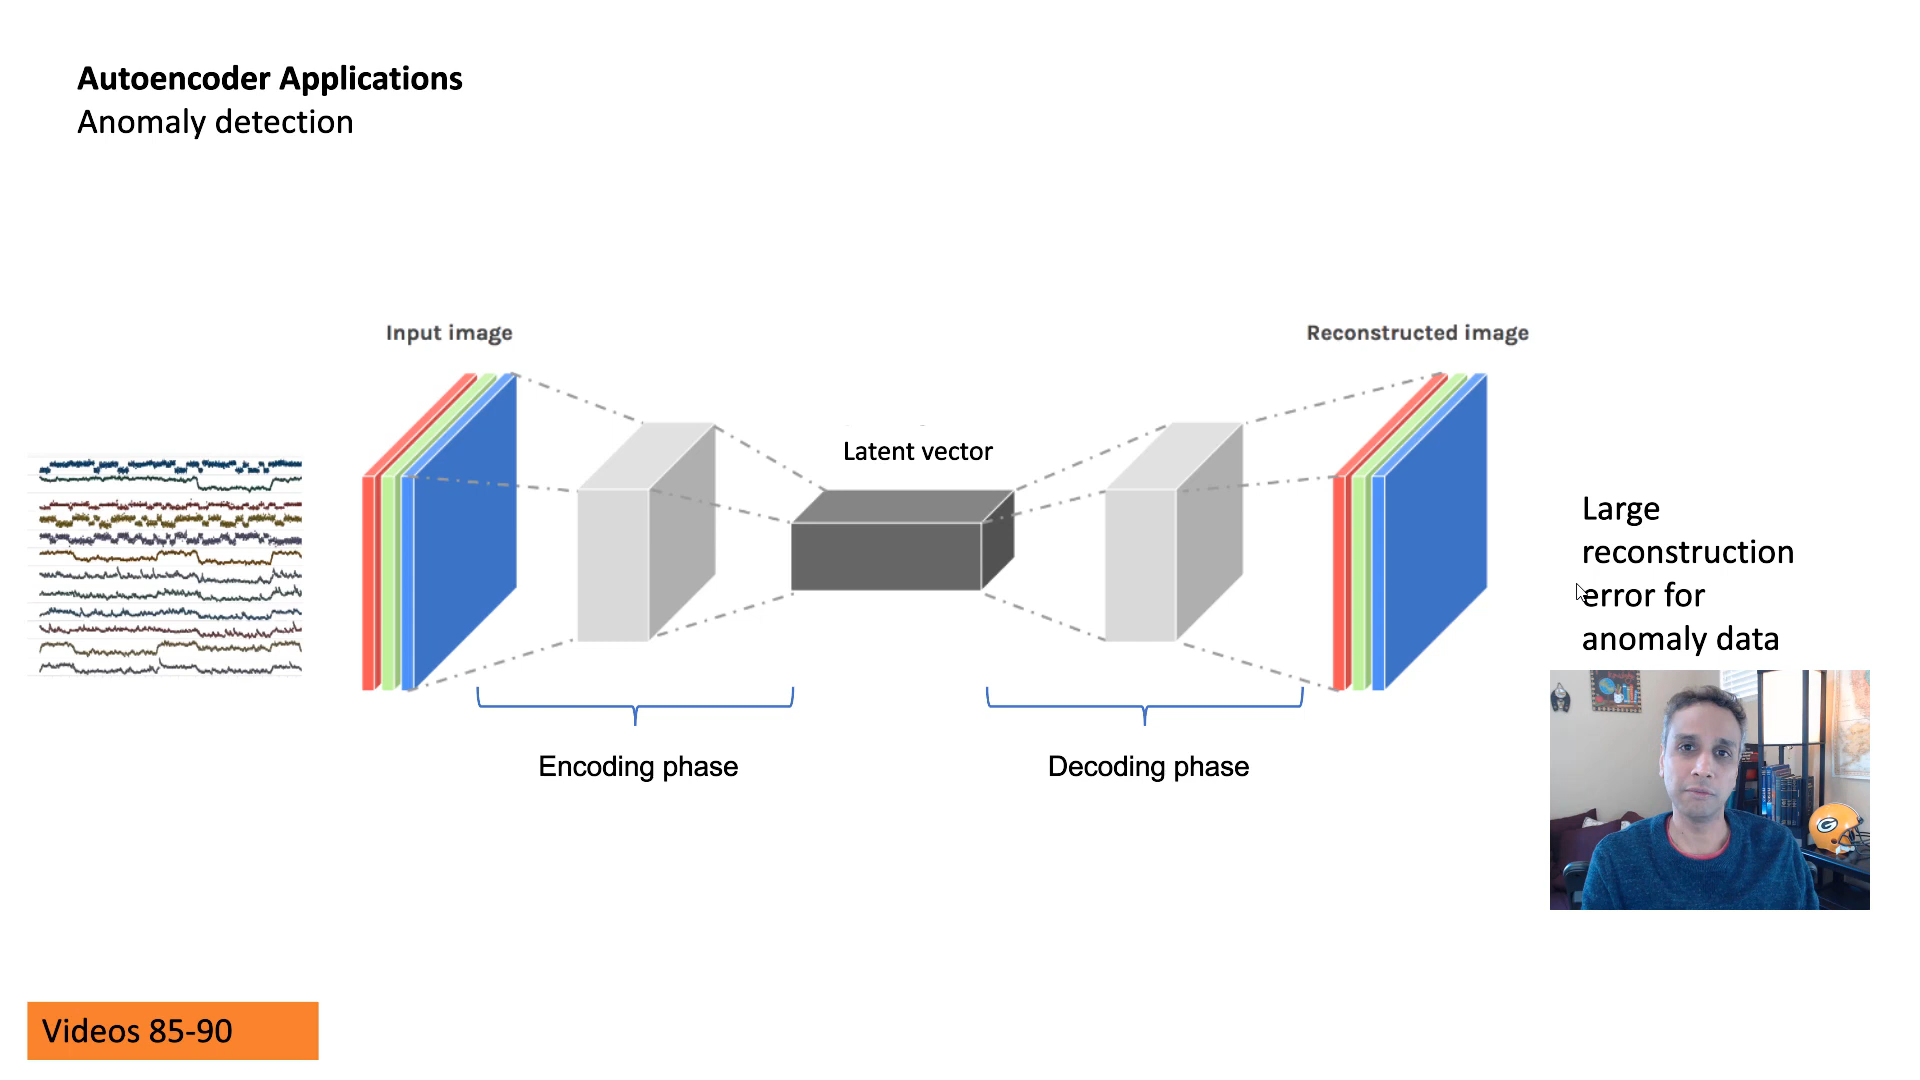 Autoencoder Applications
Anomaly detection
Input image
Reconstructed image
Latent vector
Large
reconstruction
error for
anomaly data
Encoding phase
Decoding phase
G
Videos 85-90